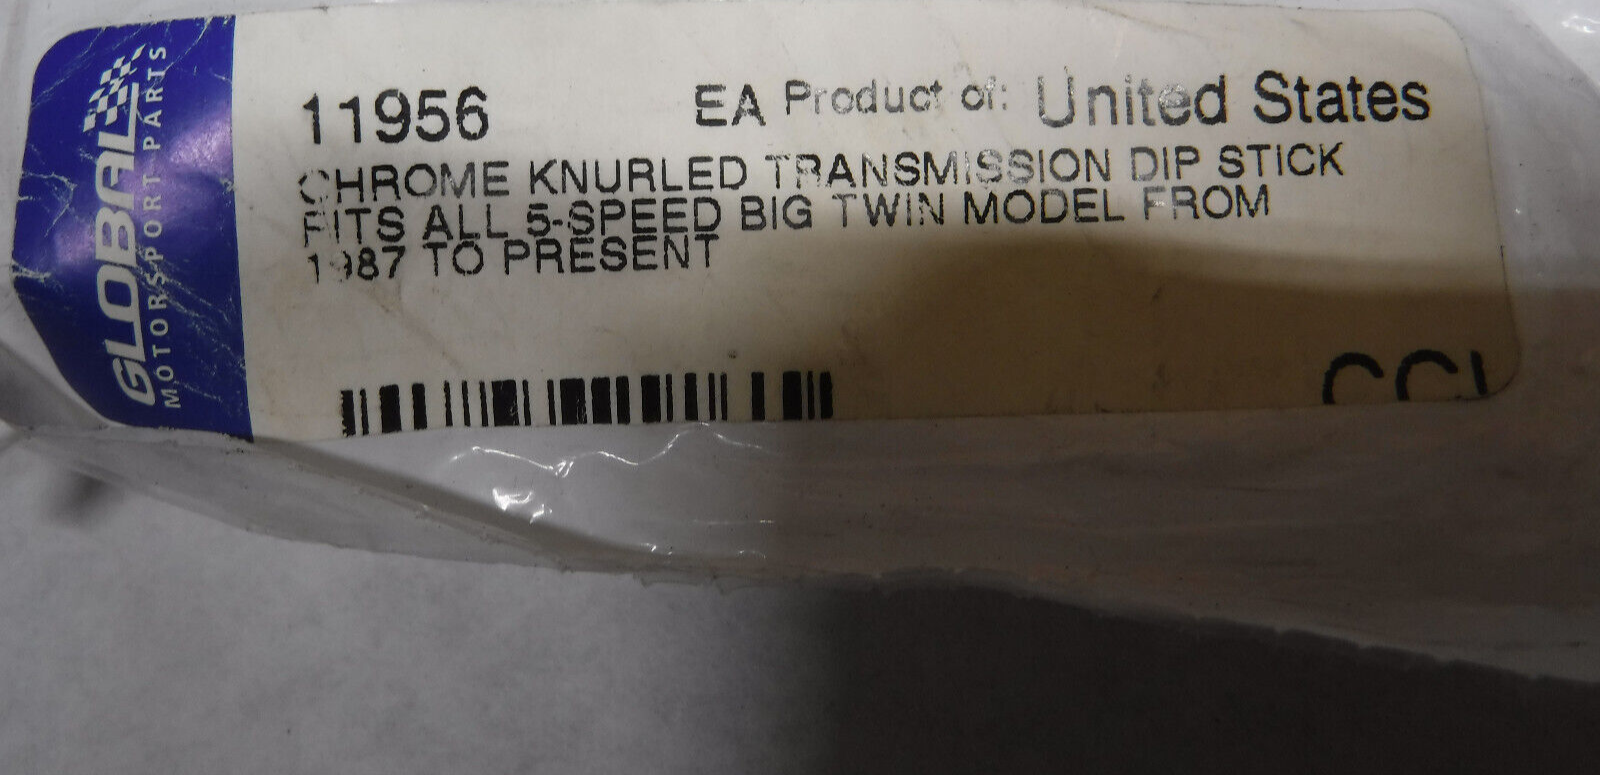 GLOBAL
MOTORSPORT PARTS
11956 EA Product of: United States
CHROME KNURLED TRANSMISSION DIP STICK
FITS ALL 5-SPEED BIG TWIN MODEL FROM
1987 TO PRESENT